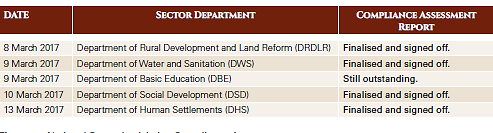 DATE SECTOR DEPARTMENT COMPLIANCE ASSESSMENT REPORT
8 March 2017 Department of Rural Development and Land Reform (DRDLR) Finalised and signed off.
9 March 2017 Department of Water and Sanitation (DWS) Finalised and signed off.
9 March 2017 Department of Basic Education (DBE) Still outstanding.
10 March 2017 Department of Social Development (DSD) Finalised and signed off.
13 March 2017 Department of Human Settlements (DHS) Finalised and signed off.